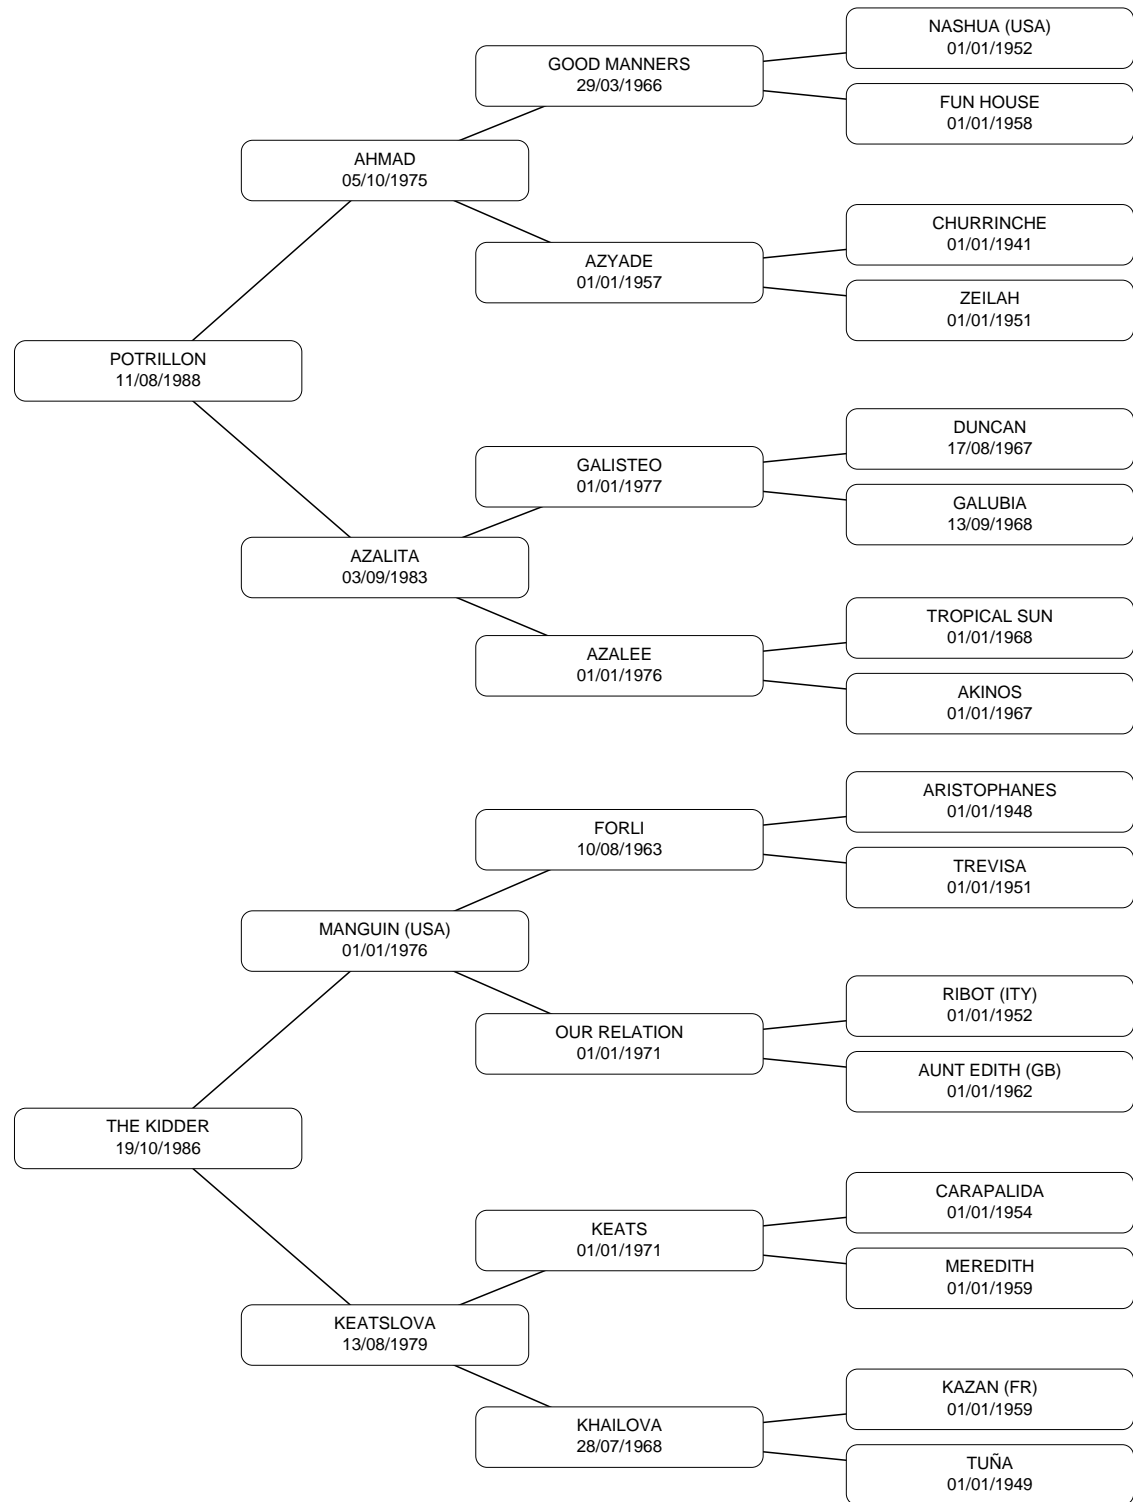 NASHUA (USA)
01/01/1952
GOOD MANNERS
29/03/1966
FUN HOUSE
01/01/1958
AHMAD
05/10/1975
CHURRINCHE
01/01/1941
AZYADE
01/01/1957
ZEILAH
01/01/1951
POTRILLON
11/08/1988
DUNCAN
17/08/1967
GALISTEO
01/01/1977
GALUBIA
13/09/1968
AZALITA
03/09/1983
TROPICAL SUN
01/01/1968
AZALEE
01/01/1976
AKINOS
01/01/1967
ARISTOPHANES
01/01/1948
FORLI
10/08/1963
TREVISA
01/01/1951
MANGUIN (USA)
01/01/1976
RIBOT (ITY)
01/01/1952
OUR RELATION
01/01/1971
AUNT EDITH (GB)
01/01/1962
THE KIDDER
19/10/1986
CARAPALIDA
01/01/1954
KEATS
01/01/1971
MEREDITH
01/01/1959
KEATSLOVA
13/08/1979
KAZAN (FR)
01/01/1959
KHAILOVA
28/07/1968
TUÑA
01/01/1949